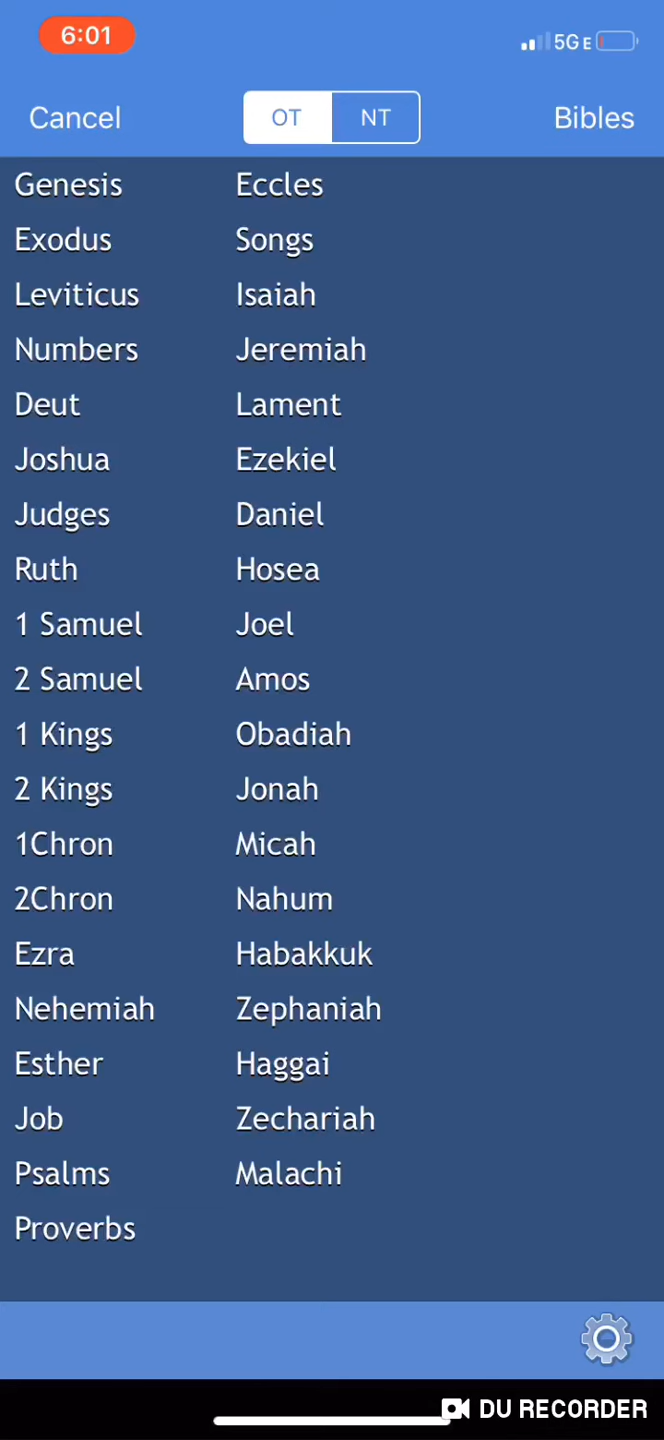 6:01
5GE
Cancel
OT
NT
Bibles
Genesis
Exodus
Leviticus
Numbers
Deut
Joshua
Judges
Ruth
1 Samuel
2 Samuel
1 Kings
2 Kings
1Chron
2Chron
Ezra
Nehemiah
Esther
Job
Psalms
Proverbs
Eccles
Songs
Isaiah
Jeremiah
Lament
Ezekiel
Daniel
Hosea
Joel
Amos
Obadiah
Jonah
Micah
Nahum
Habakkuk
Zephaniah
Haggai
Zechariah
Malachi
DU RECORDER